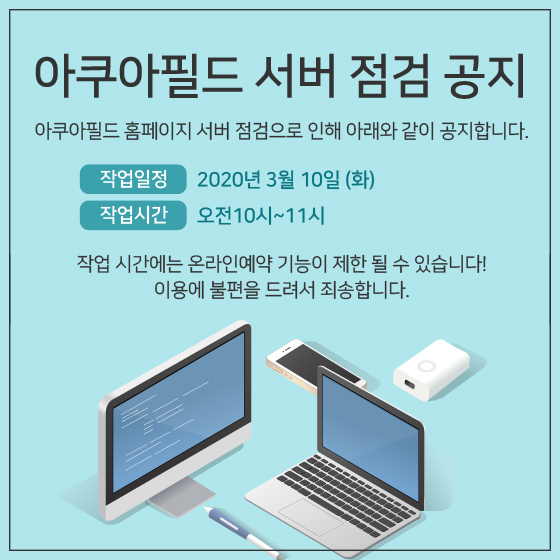 아쿠아필드 서버 점검 공지
아쿠아필드 홈페이지 서버 점검으로 인해 아래와 같이 공지합니다.
작업일정 2020년 3월 10일 (화)
작업시간 오전10시~11시
작업 시간에는 온라인예약 기능이 제한 될 수 있습니다!
이용에 불편을 드려서 죄송합니다.